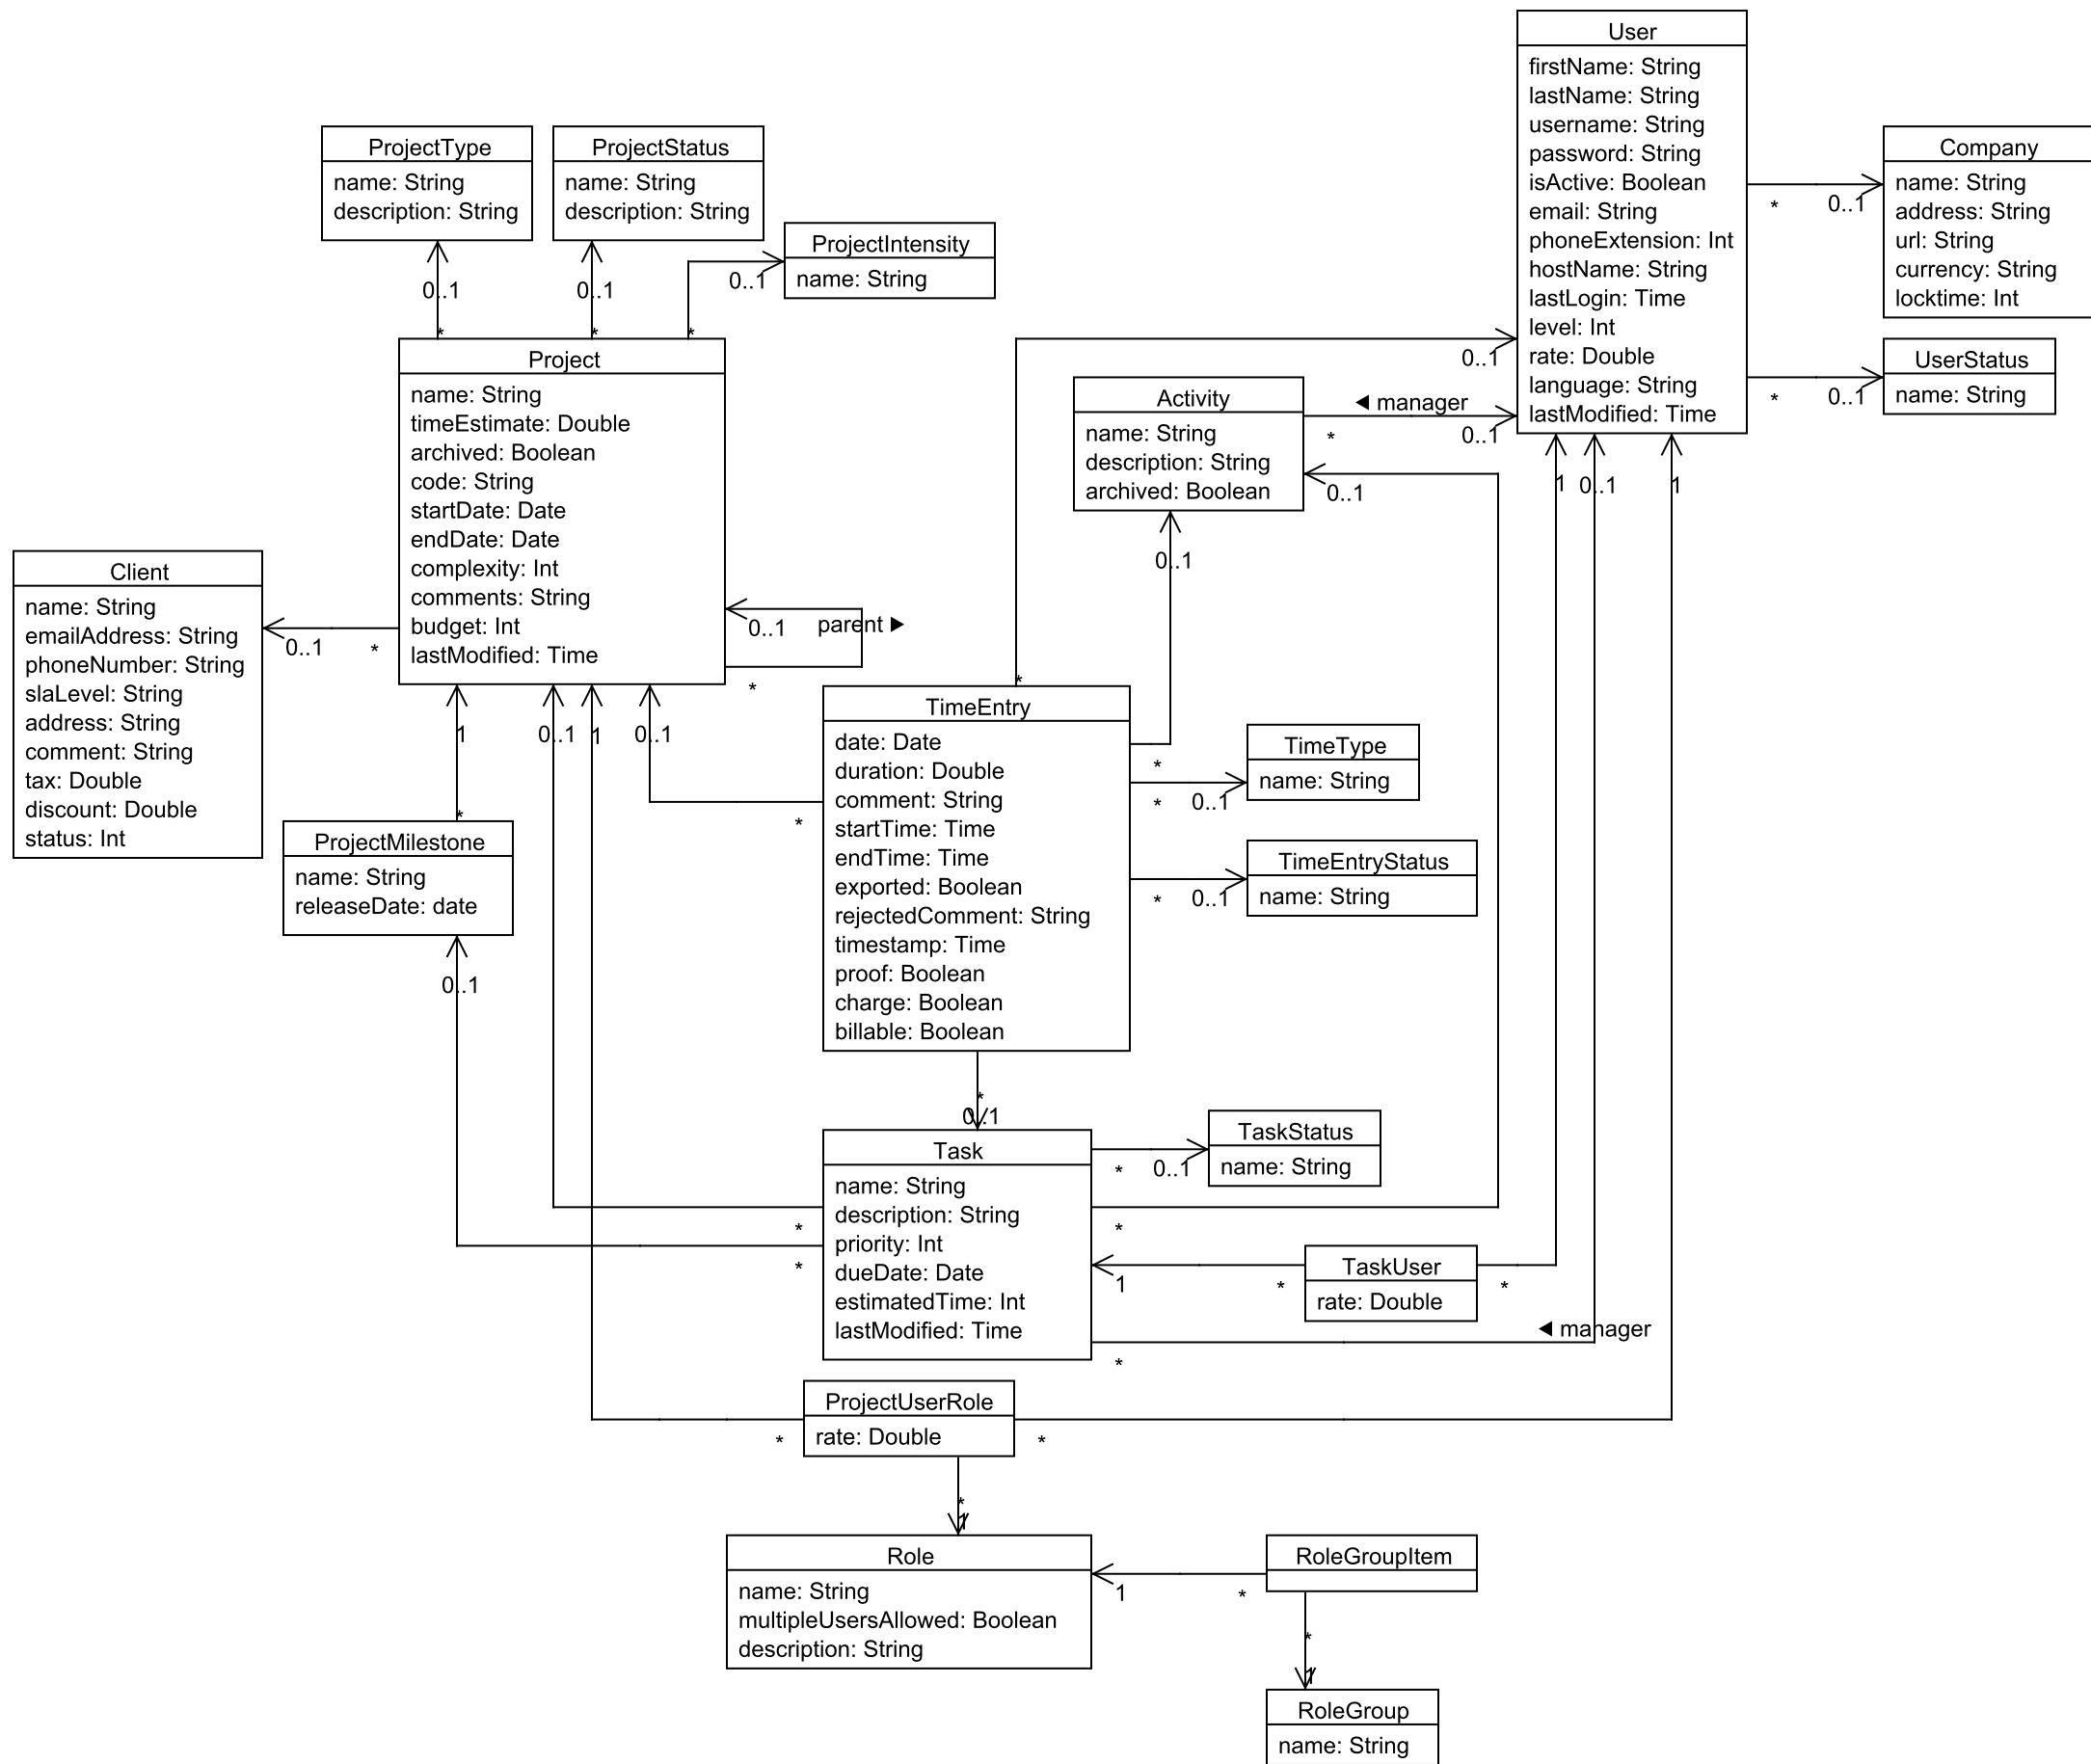 User
firstName: String
lastName: String
username: String
password: String
isActive: Boolean
email: String
phoneExtension: Int
hostName: String
lastLogin: Time
level: Int
rate: Double
language: String
lastModified: Time
Company
name: String
address: String
url: String
currency: String
locktime: Int
* 0..1
UserStatus
name: String
* 0..1
ProjectType
name: String
description: String
0..1
*
ProjectStatus
name: String
description: String
0..1
*
ProjectIntensity
name: String
0..1
*
Project
name: String
timeEstimate: Double
archived: Boolean
code: String
startDate: Date
endDate: Date
complexity: Int
comments: String
budget: Int
lastModified: Time
0..1 parent ►
*
Client
name: String
emailAddress: String
phoneNumber: String
slaLevel: String
address: String
comment: String
tax: Double
discount: Double
status: Int
0..1 *
Activity
name: String
description: String
archived: Boolean
◄ manager
* 0..1
0..1
0..1
0..1
1 0..1 1
1 0..1 1 0..1
*
ProjectMilestone
name: String
releaseDate: date
0..1
*
TimeEntry
date: Date
duration: Double
comment: String
startTime: Time
endTime: Time
exported: Boolean
rejectedComment: String
timestamp: Time
proof: Boolean
charge: Boolean
billable: Boolean
*
*
TimeType
name: String
* 0..1
TimeEntryStatus
name: String
* 0..1
*
0..1
Task
name: String
description: String
priority: Int
dueDate: Date
estimatedTime: Int
lastModified: Time
TaskStatus
name: String
* 0..1
*
*
*
TaskUser
rate: Double
1 * *
◄ manager
*
ProjectUserRole
rate: Double
* *
*
1
Role
name: String
multipleUsersAllowed: Boolean
description: String
RoleGroupItem
1 *
*
1
RoleGroup
name: String